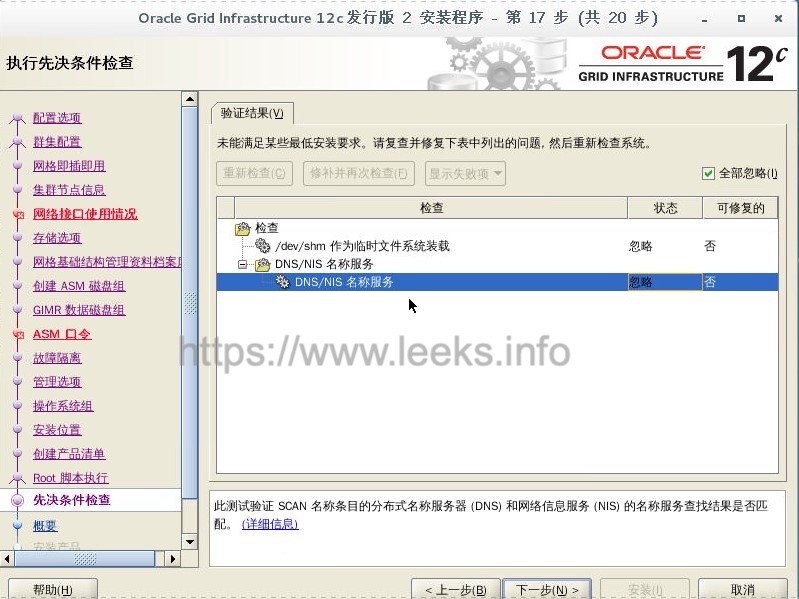 Oracle Grid Infrastructure 12c 发行版 2 安装程序 - 第 17 步 (共 20 步)
执行先决条件检查
ORACLE
GRID INFRASTRUCTURE
12c
配置选项
群集配置
网格即插即用
集群节点信息
网络接口使用情况
存储选项
网格基础结构管理资料档案
创建 ASM 磁盘组
GIMR 数据磁盘组
ASM 口令
故障隔离
管理选项
操作系统组
安装位置
创建产品清单
Root 脚本执行
先决条件检查
概要
安装产品
验证结果(V)
未能满足某些最低安装要求。请复查并修复下表中列出的问题, 然后重新检查系统。
重新检查(C) 修补并再次检查(F) 显示失败项 全部忽略(I)
检查 状态 可修复的
检查
/dev/shm 作为临时文件系统装载 忽略 否
DNS/NIS 名称服务
DNS/NIS 名称服务 忽略 否
https://www.leeks.info
此测试验证 SCAN 名称条目的分布式名称服务器 (DNS) 和网络信息服务 (NIS) 的名称服务查找结果是否匹
配。 (详细信息)
帮助(H) < 上一步(B) 下一步(N) > 安装(I) 取消